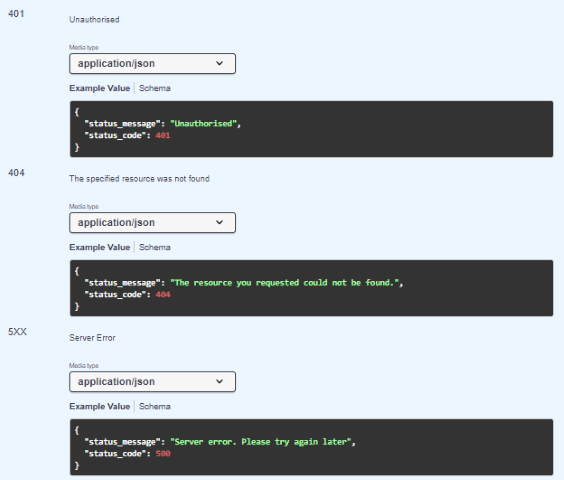 401
Unauthorised
Media type
application/json
Example Value | Schema
{
  "status_message": "Unauthorised",
  "status_code": 401
}
404
The specified resource was not found
Media type
application/json
Example Value | Schema
{
  "status_message": "The resource you requested could not be found.",
  "status_code": 404
}
5XX
Server Error
Media type
application/json
Example Value | Schema
{
  "status_message": "Server error. Please try again later",
  "status_code": 500
}